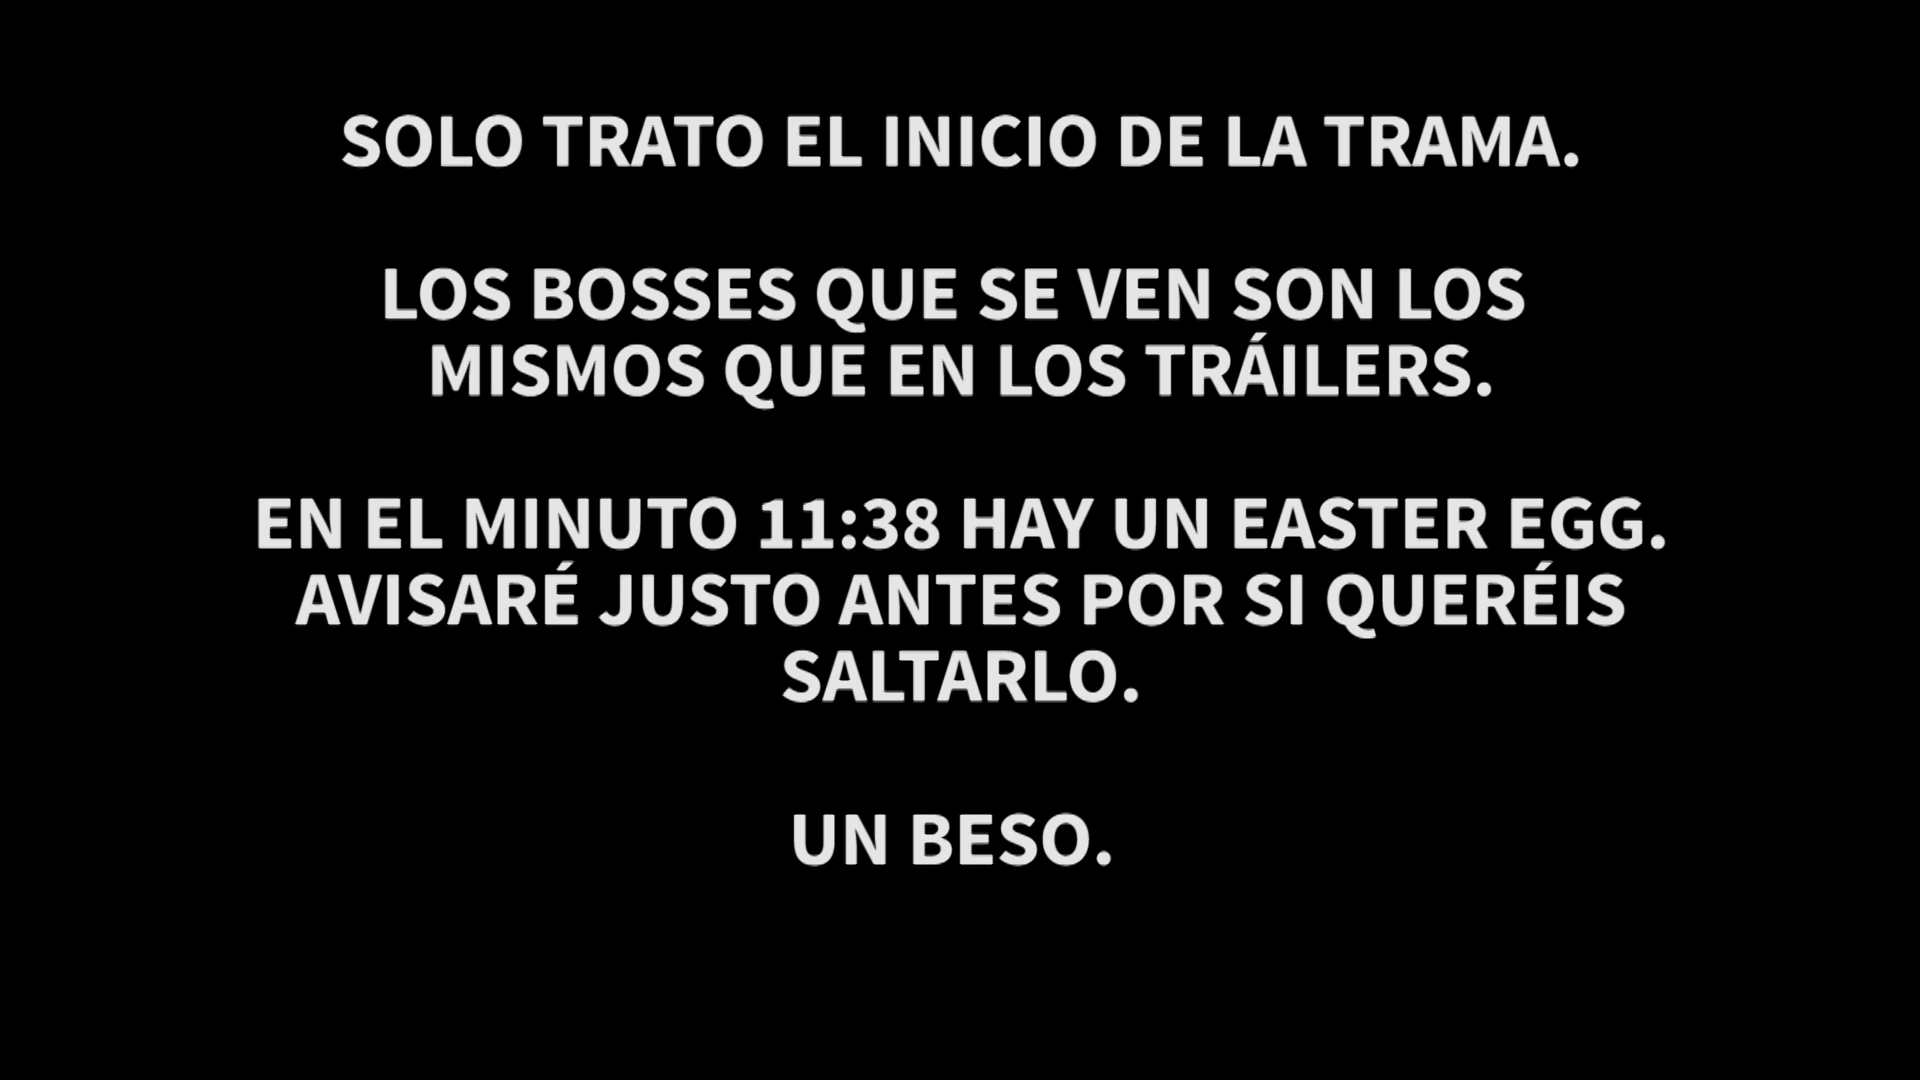 SOLO TRATO EL INICIO DE LA TRAMA.
LOS BOSSES QUE SE VEN SON LOS
MISMOS QUE EN LOS TRÁILERS.
EN EL MINUTO 11:38 HAY UN EASTER EGG.
AVISARÉ JUSTO ANTES POR SI QUERÉIS
SALTARLO.
UN BESO.